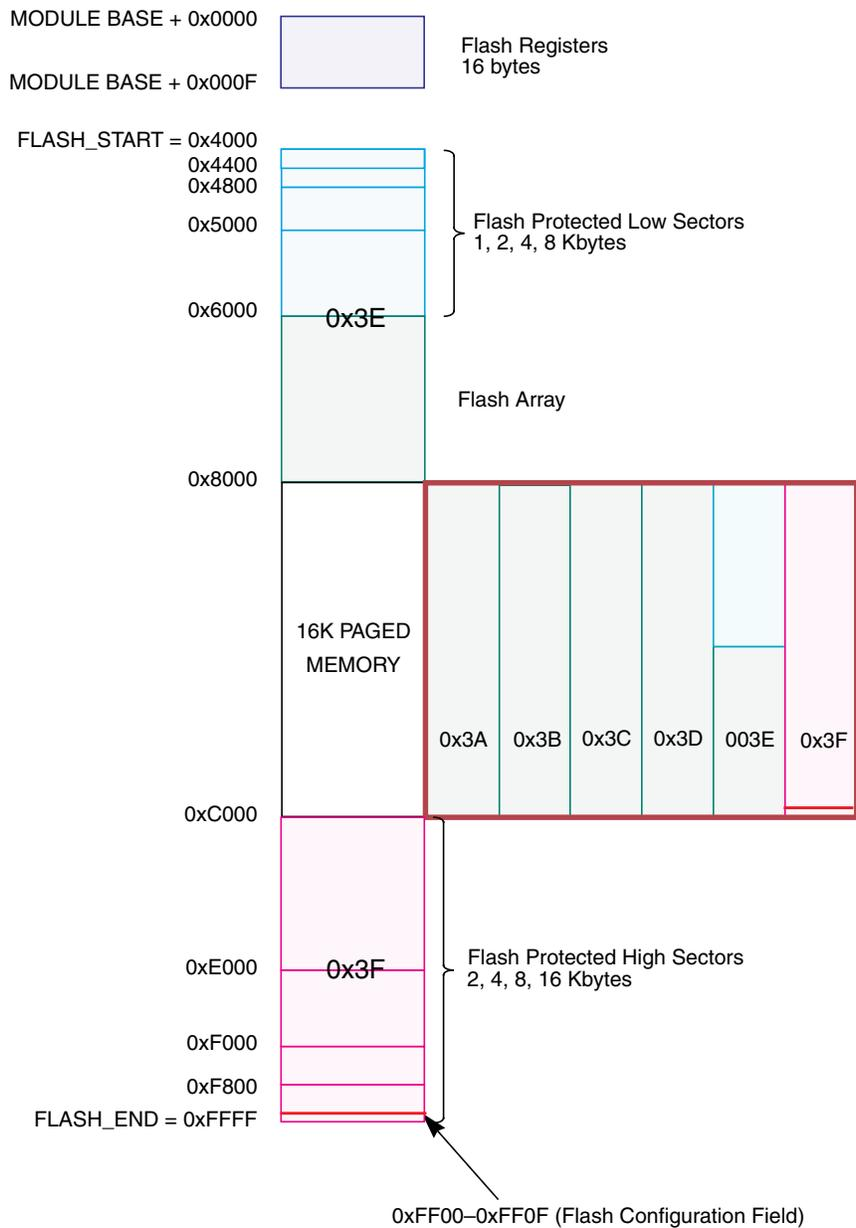 MODULE BASE + 0x0000
Flash Registers
16 bytes
MODULE BASE + 0x000F
FLASH_START = 0x4000
0x4400
0x4800
0x5000
Flash Protected Low Sectors
1, 2, 4, 8 Kbytes
0x6000
0x3E
Flash Array
0x8000
16K PAGED
MEMORY
0x3A
0x3B
0x3C
0x3D
003E
0x3F
0xC000
0xE000
0x3F
Flash Protected High Sectors
2, 4, 8, 16 Kbytes
0xF000
0xF800
FLASH_END = 0xFFFF
0xFF00–0xFF0F (Flash Configuration Field)